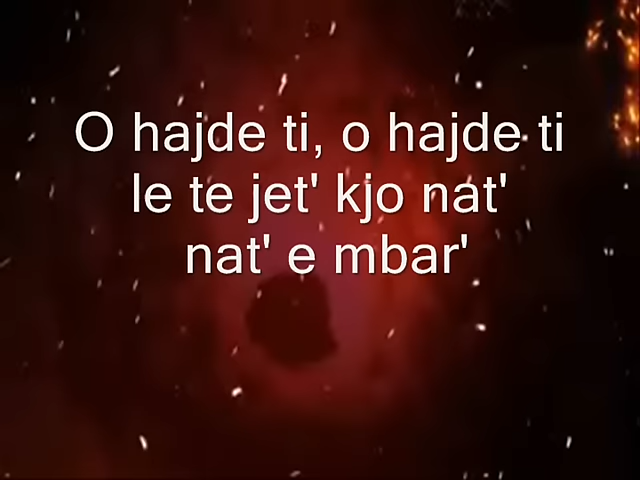 O hajde ti, o hajde ti
le te jet' kjo nat'
nat' e mbar'